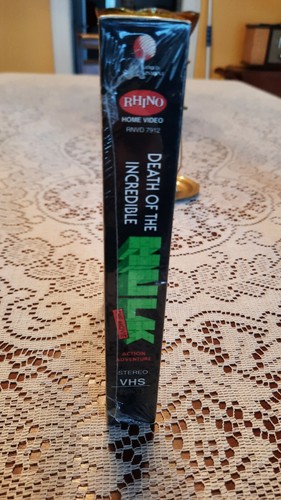 RHINO
HOME VIDEO
RNVD 7912
DEATH OF THE
INCREDIBLE
HULK
ACTION
ADVENTURE
STEREO
VHS